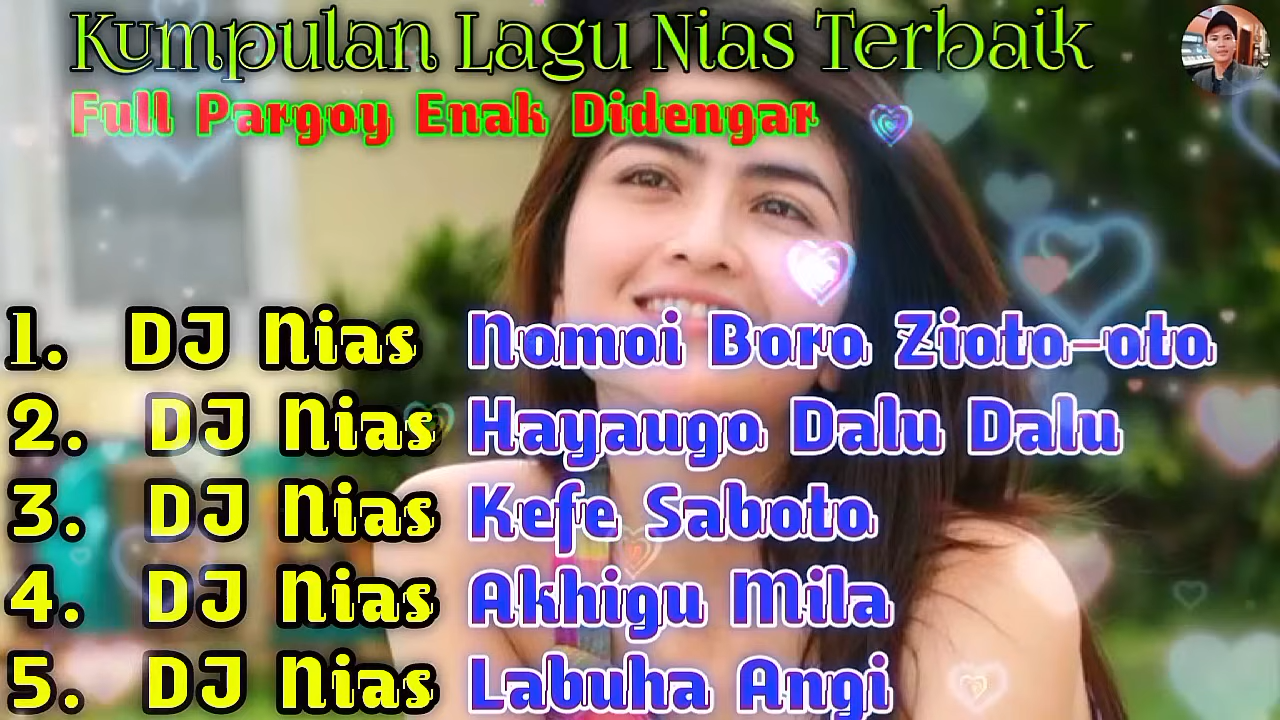 Kumpulan Lagu Nias Terbaik
Full Pargoy Enak Didengar
1. DJ Nias Nomoi Boro Zioto-oto
2. DJ Nias Hayaugo Dalu Dalu
3. DJ Nias Kefe Saboto
4. DJ Nias Akhigu Mila
5. DJ Nias Labuha Angi